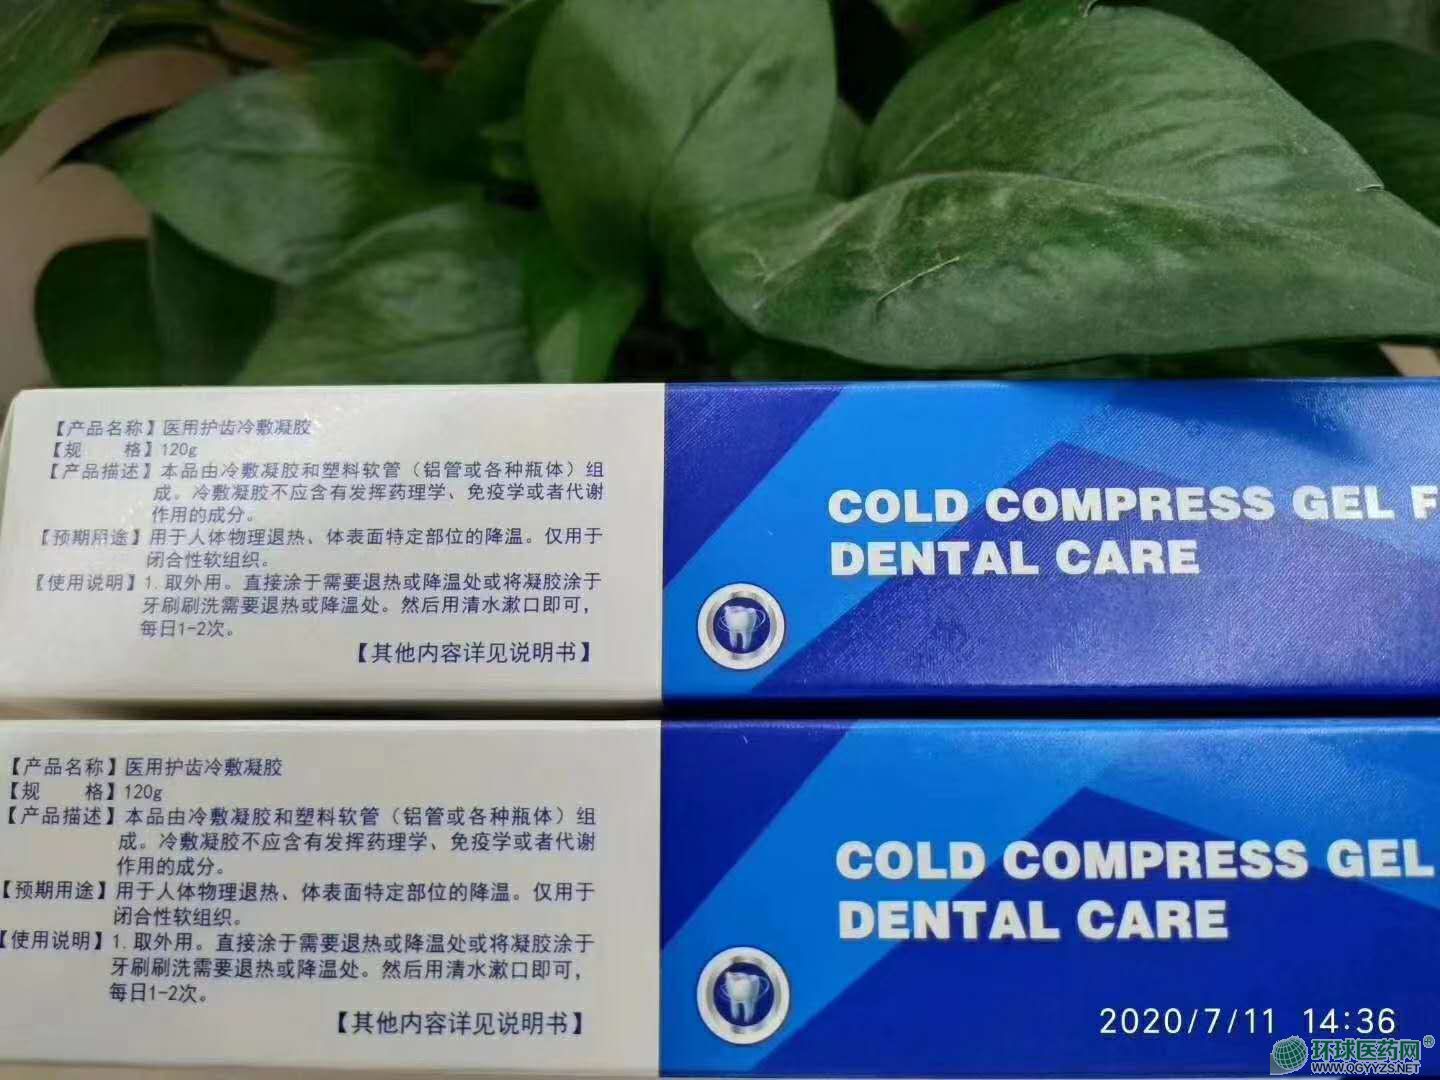 【产品名称】医用护齿冷敷凝胶
【规　　格】120g
【产品描述】本品由冷敷凝胶和塑料软管（铝管或各种瓶体）组
成。冷敷凝胶不应含有发挥药理学、免疫学或者代谢
作用的成分。
【预期用途】用于人体物理退热、体表面特定部位的降温。仅用于
闭合性软组织。
【使用说明】1.取外用。直接涂于需要退热或降温处或将凝胶涂于
牙刷刷洗需要退热或降温处。然后用清水漱口即可，
每日1-2次。
【其他内容详见说明书】
COLD COMPRESS GEL F
DENTAL CARE
【产品名称】医用护齿冷敷凝胶
【规　　格】120g
【产品描述】本品由冷敷凝胶和塑料软管（铝管或各种瓶体）组
成。冷敷凝胶不应含有发挥药理学、免疫学或者代谢
作用的成分。
【预期用途】用于人体物理退热、体表面特定部位的降温。仅用于
闭合性软组织。
【使用说明】1.取外用。直接涂于需要退热或降温处或将凝胶涂于
牙刷刷洗需要退热或降温处。然后用清水漱口即可，
每日1-2次。
【其他内容详见说明书】
COLD COMPRESS GEL
DENTAL CARE
2020/7/11 14:36
环球医药网®
WWW.QGYYZS.NET